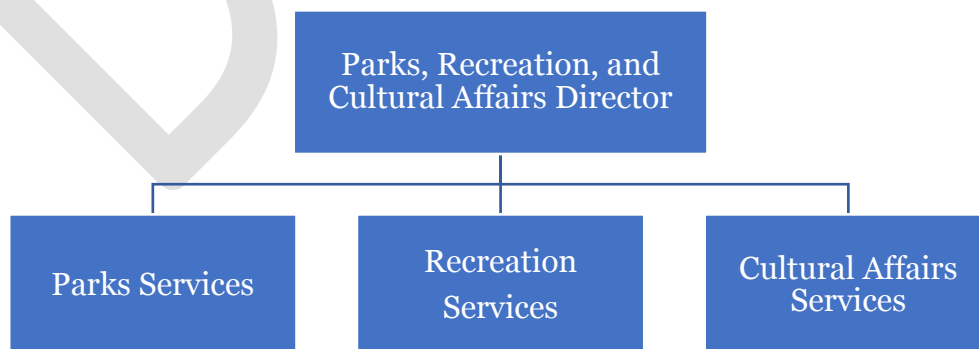 Parks, Recreation, and
Cultural Affairs Director
Parks Services
Recreation
Services
Cultural Affairs
Services